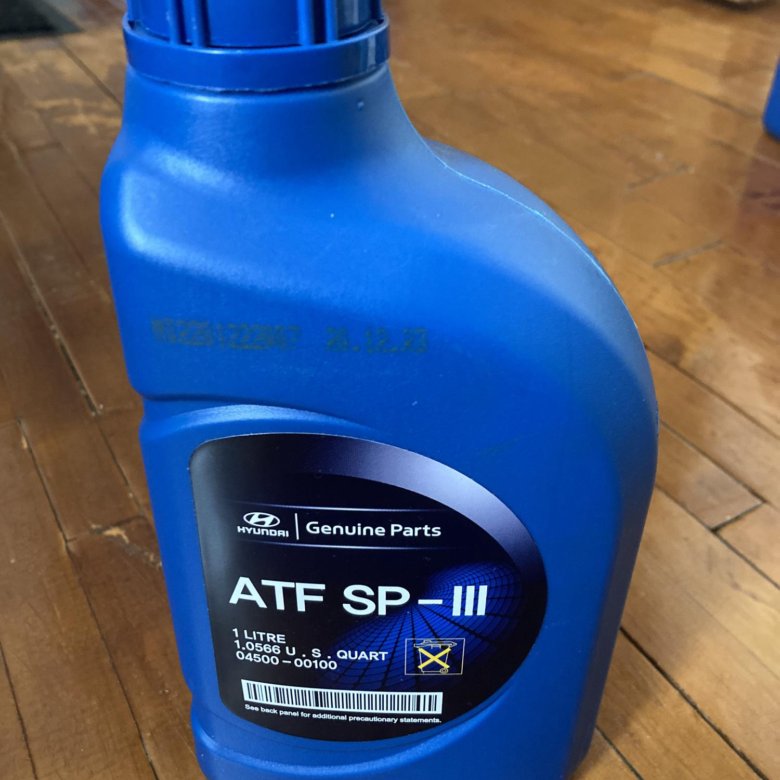 HYUNDAI | Genuine Parts
ATF SP-III
1 LITRE
1.0566 U.S. QUART
04500-00100
See back panel for additional precautionary statements.